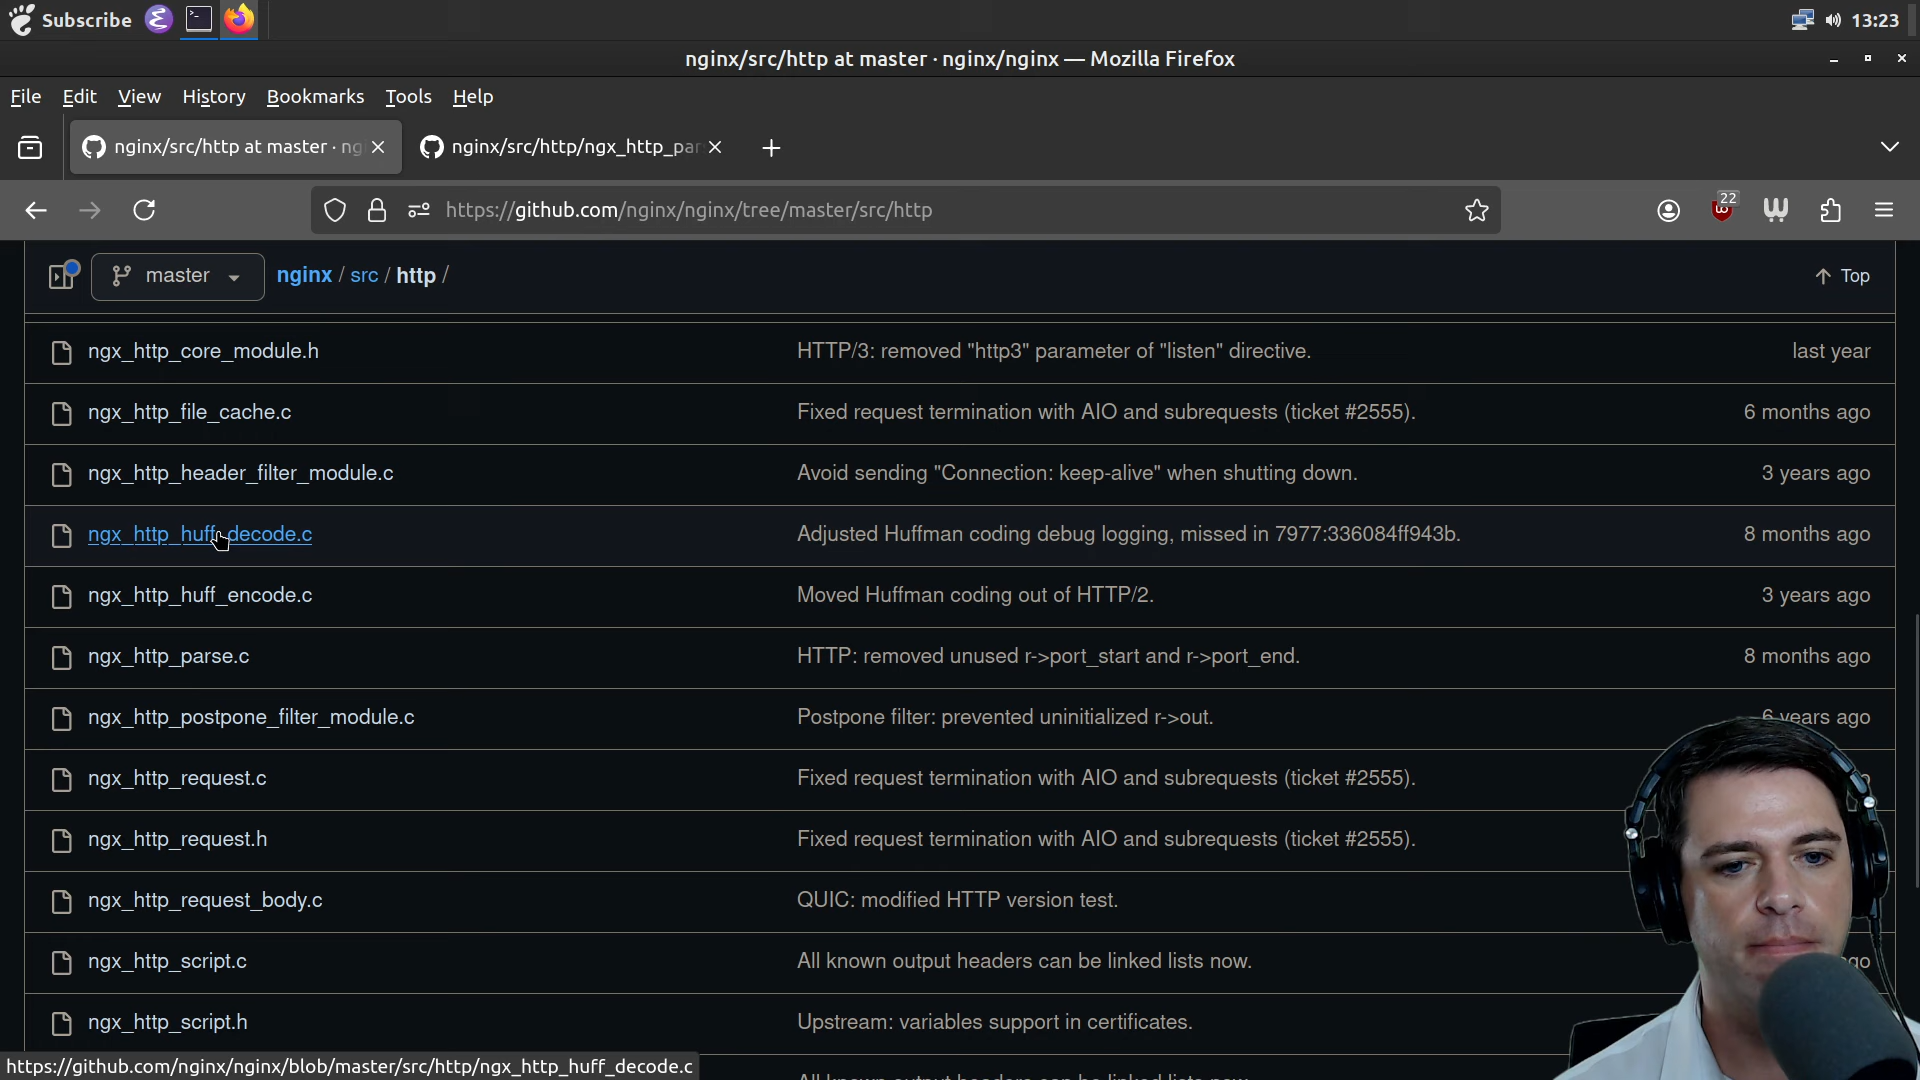 Subscribe
13:23
nginx/src/http at master · nginx/nginx — Mozilla Firefox
File Edit View History Bookmarks Tools Help
nginx/src/http at master · ng
nginx/src/http/ngx_http_par
https://github.com/nginx/nginx/tree/master/src/http
22
master
nginx / src / http /
Top
ngx_http_core_module.h HTTP/3: removed "http3" parameter of "listen" directive. last year
ngx_http_file_cache.c Fixed request termination with AIO and subrequests (ticket #2555). 6 months ago
ngx_http_header_filter_module.c Avoid sending "Connection: keep-alive" when shutting down. 3 years ago
ngx_http_huff_decode.c Adjusted Huffman coding debug logging, missed in 7977:336084ff943b. 8 months ago
ngx_http_huff_encode.c Moved Huffman coding out of HTTP/2. 3 years ago
ngx_http_parse.c HTTP: removed unused r->port_start and r->port_end. 8 months ago
ngx_http_postpone_filter_module.c Postpone filter: prevented uninitialized r->out. 6 years ago
ngx_http_request.c Fixed request termination with AIO and subrequests (ticket #2555).
ngx_http_request.h Fixed request termination with AIO and subrequests (ticket #2555).
ngx_http_request_body.c QUIC: modified HTTP version test.
ngx_http_script.c All known output headers can be linked lists now.
ngx_http_script.h Upstream: variables support in certificates.
https://github.com/nginx/nginx/blob/master/src/http/ngx_http_huff_decode.c